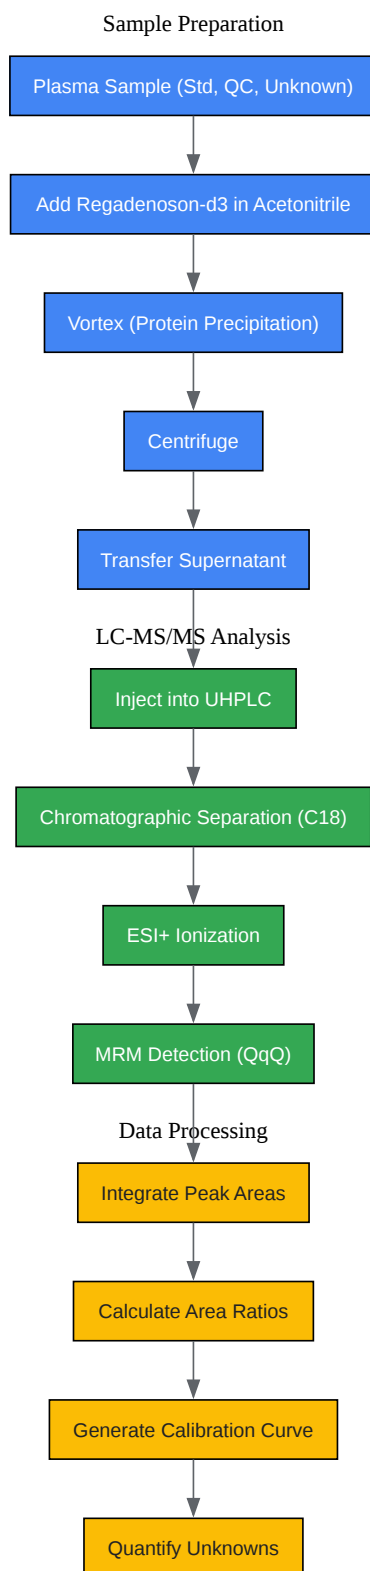 Sample Preparation
Plasma Sample (Std, QC, Unknown)
Add Regadenoson-d3 in Acetonitrile
Vortex (Protein Precipitation)
Centrifuge
Transfer Supernatant
LC-MS/MS Analysis
Inject into UHPLC
Chromatographic Separation (C18)
ESI+ Ionization
MRM Detection (QqQ)
Data Processing
Integrate Peak Areas
Calculate Area Ratios
Generate Calibration Curve
Quantify Unknowns